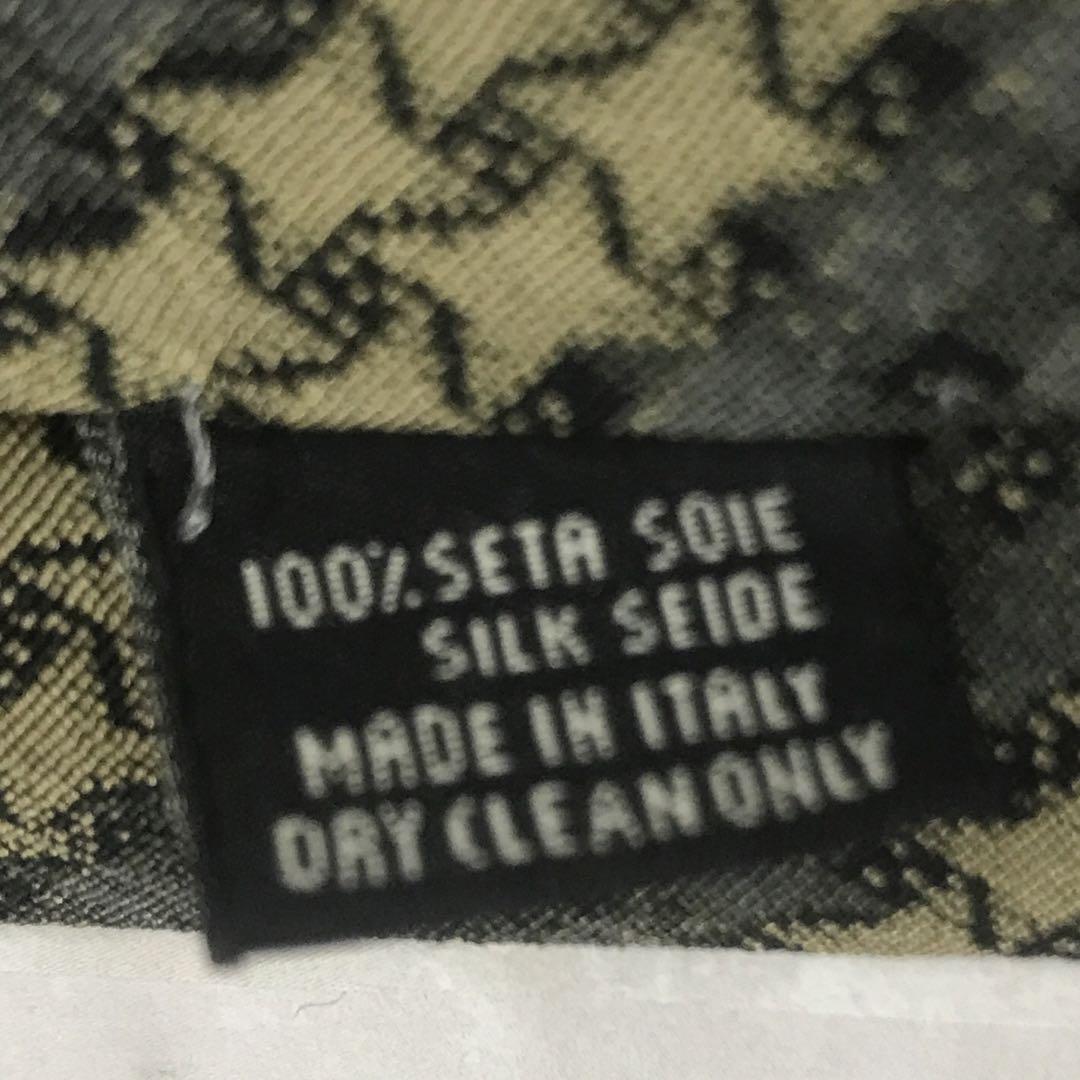 100% SETA SOIE
SILK SEIDE
MADE IN ITALY
DRY CLEAN ONLY